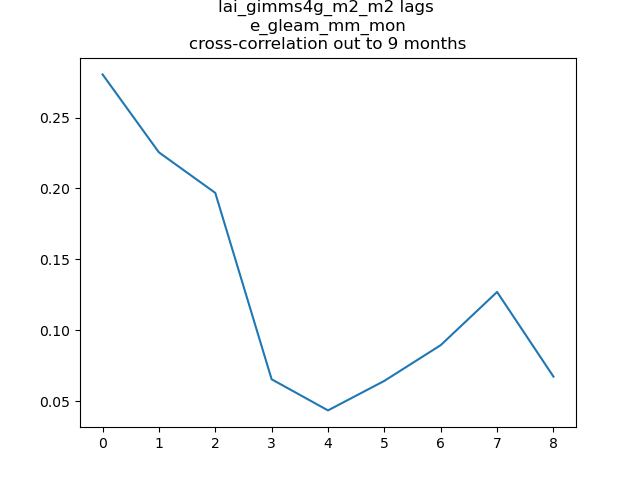 lai_gimms4g_m2_m2 lags
e_gleam_mm_mon
cross-correlation out to 9 months
0.25
0.20
0.15
0.10
0.05
0 1 2 3 4 5 6 7 8